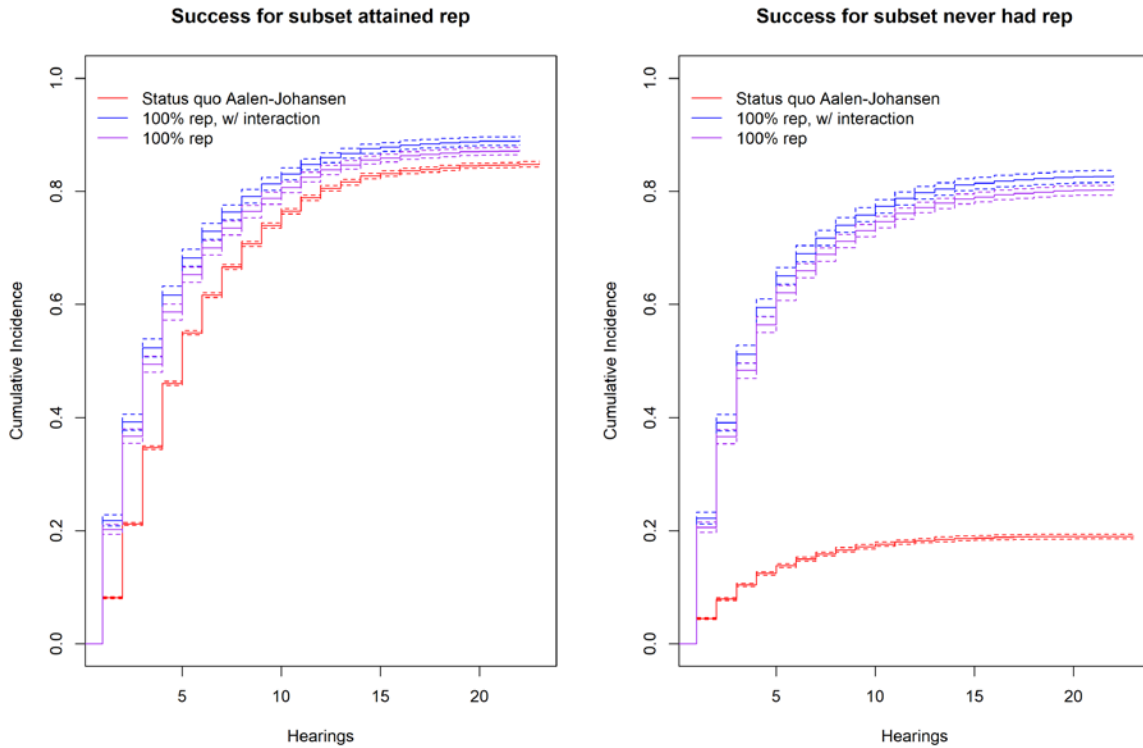 Success for subset attained rep
Cumulative Incidence
1.0
0.8
0.6
0.4
0.2
0.0
Status quo Aalen-Johansen
100% rep, w/ interaction
100% rep
5 10 15 20
Hearings
Success for subset never had rep
Cumulative Incidence
1.0
0.8
0.6
0.4
0.2
0.0
Status quo Aalen-Johansen
100% rep, w/ interaction
100% rep
5 10 15 20
Hearings